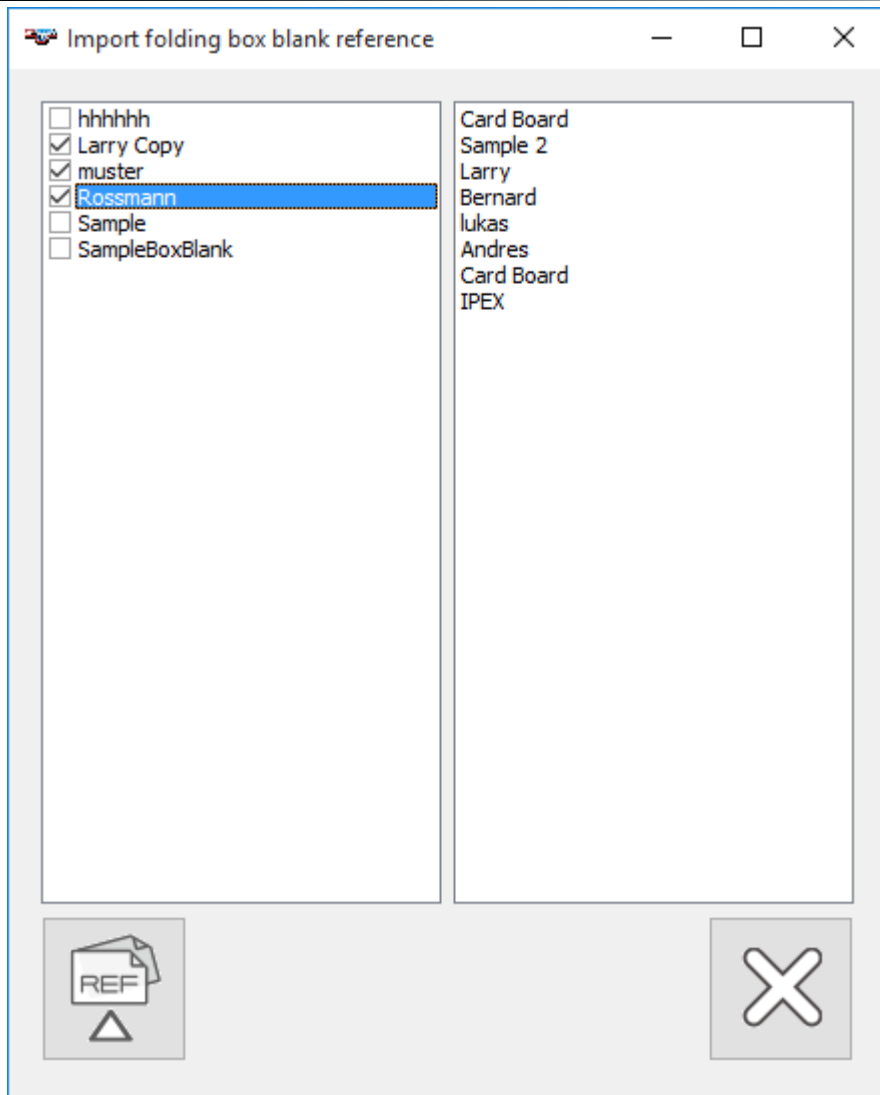 Import folding box blank reference
hhhhhh
Larry Copy
muster
Rossmann
Sample
SampleBoxBlank
Card Board
Sample 2
Larry
Bernard
lukas
Andres
Card Board
IPEX
REF